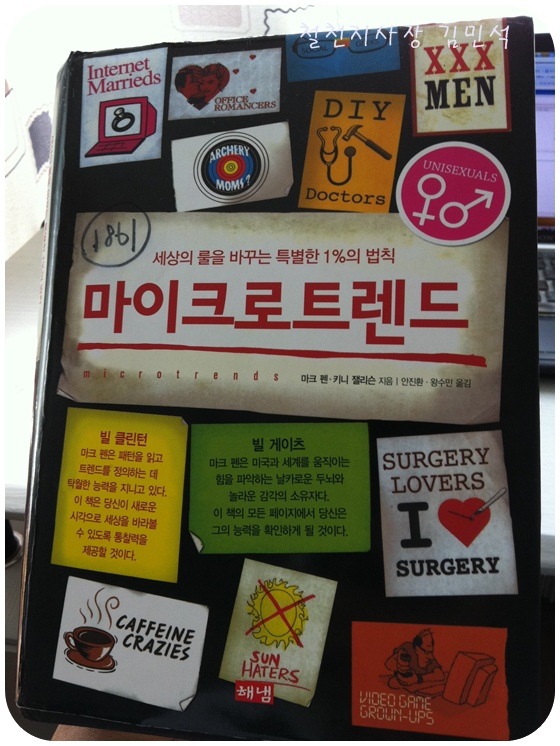 철천지사장 김민석
Internet
Marrieds
OFFICE
ROMANCERS
DIY
Doctors
XXX
MEN
ARCHERY
MOMS?
UNISEXUALS
1861
세상의 룰을 바꾸는 특별한 1%의 법칙
마이크로트렌드
microtrends
마크 펜·키니 잴리슨 지음 | 안진환·왕수민 옮김
빌 클린턴
마크 펜은 패턴을 읽고
트렌드를 정의하는 데
탁월한 능력을 지니고 있다.
이 책은 당신이 새로운
시각으로 세상을 바라볼
수 있도록 통찰력을
제공할 것이다.
빌 게이츠
마크 펜은 미국과 세계를 움직이는
힘을 파악하는 날카로운 두뇌와
놀라운 감각의 소유자다.
이 책의 모든 페이지에서 당신은
그의 능력을 확인하게 될 것이다.
SURGERY
LOVERS
I
SURGERY
CAFFEINE
CRAZIES
SUN
HATERS
해냄
VIDEO GAME
GROWN-UPS